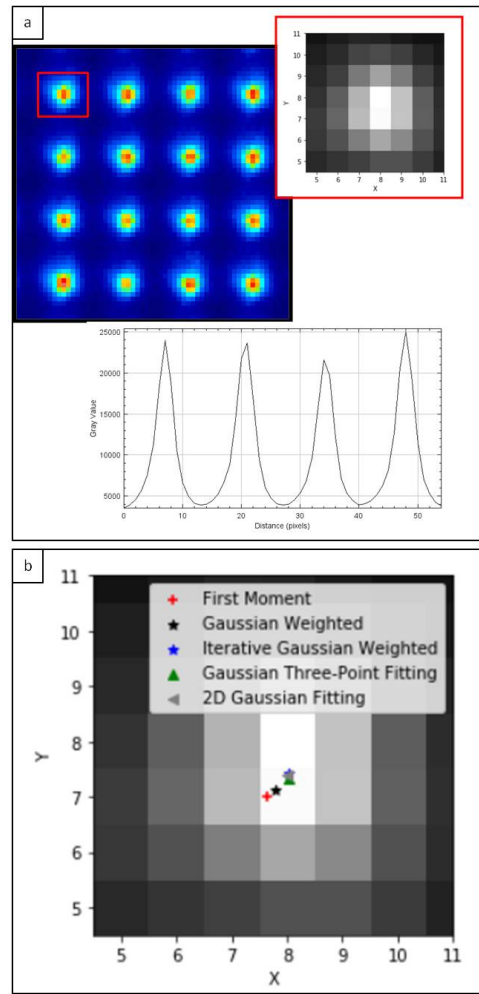 a
11
10
9
8
7
6
5
Y
5 6 7 8 9 10 11
X
25000
20000
15000
10000
5000
Gray Value
0 10 20 30 40 50
Distance (pixels)
b
11
10
9
8
7
6
5
Y
First Moment
Gaussian Weighted
Iterative Gaussian Weighted
Gaussian Three-Point Fitting
2D Gaussian Fitting
5 6 7 8 9 10 11
X